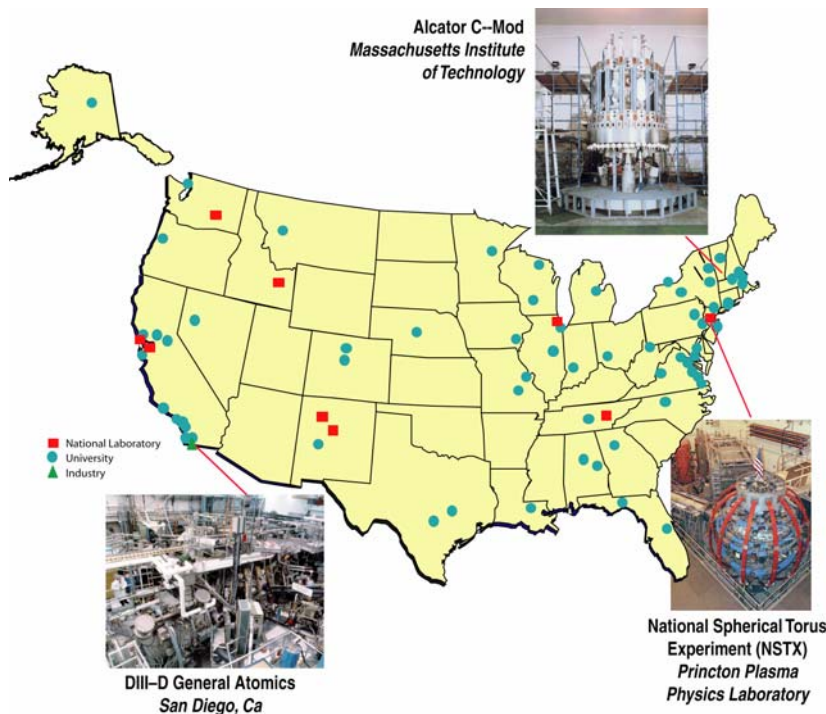 Alcator C--Mod
Massachusetts Institute
of Technology
National Laboratory
University
Industry
DIII–D General Atomics
San Diego, Ca
National Spherical Torus
Experiment (NSTX)
Princton Plasma
Physics Laboratory